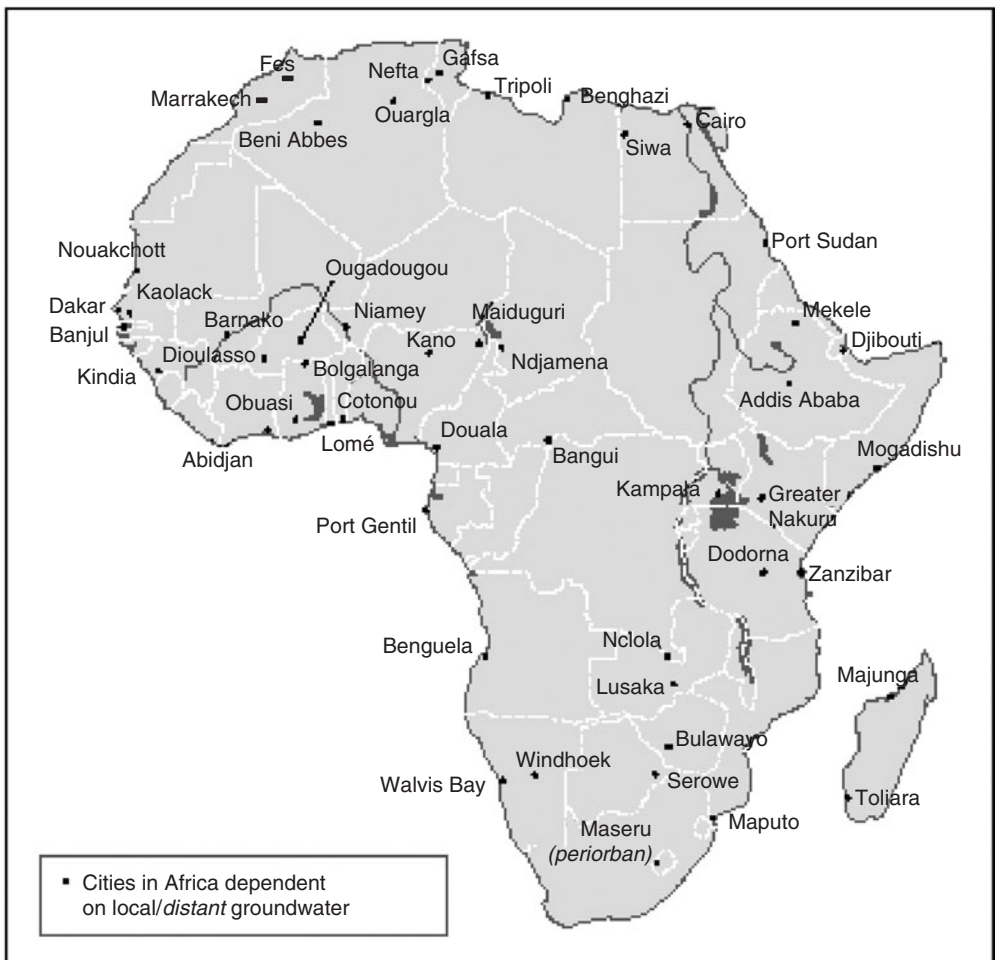 Fes
Gafsa
Nefta
Tripoli
Marrakech
Ouargla
Benghazi
Beni Abbes
Cairo
Siwa
Nouakchott
Port Sudan
Ougadougou
Kaolack
Dakar
Niamey
Maiduguri
Mekele
Banjul
Barnako
Kano
Djibouti
Dioulasso
Ndjamena
Kindia
Bolgalanga
Addis Ababa
Obuasi
Cotonou
Douala
Mogadishu
Abidjan
Lomé
Bangui
Kampala
Greater
Nakuru
Port Gentil
Dodorna
Zanzibar
Benguela
Nclola
Majunga
Lusaka
Bulawayo
Windhoek
Walvis Bay
Serowe
Toliara
Maseru
(periorban)
Maputo
▪ Cities in Africa dependent
on local/distant groundwater